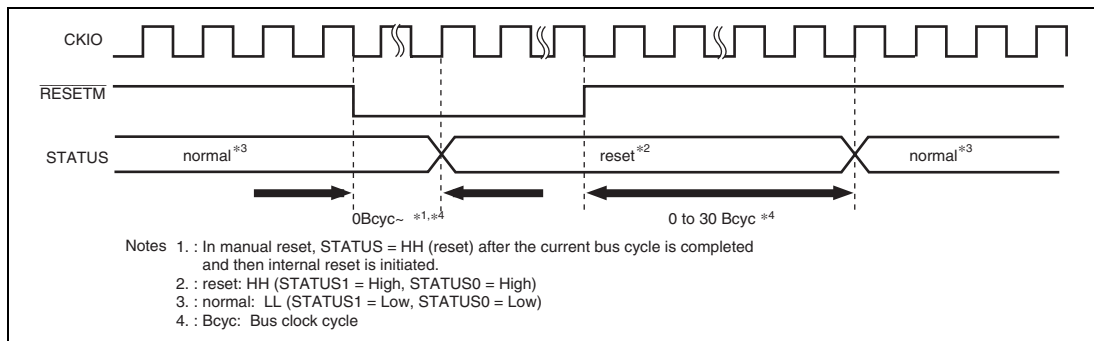 CKIO
RESETM
STATUS
normal*3
reset*2
normal*3
0Bcyc~ *1,*4
0 to 30 Bcyc *4
Notes 1. : In manual reset, STATUS = HH (reset) after the current bus cycle is completed
and then internal reset is initiated.
2. : reset: HH (STATUS1 = High, STATUS0 = High)
3. : normal: LL (STATUS1 = Low, STATUS0 = Low)
4. : Bcyc: Bus clock cycle